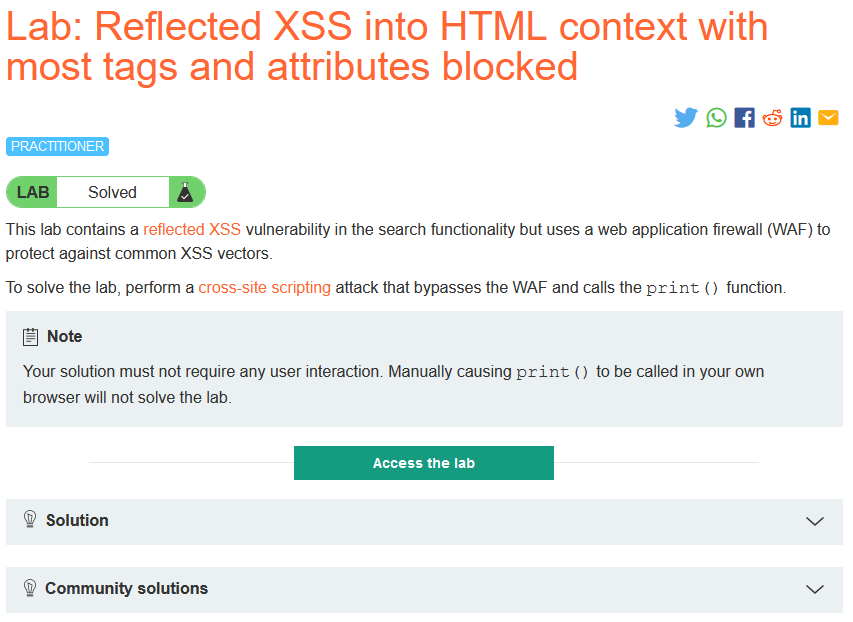 Lab: Reflected XSS into HTML context with
most tags and attributes blocked
PRACTITIONER
LAB Solved
This lab contains a reflected XSS vulnerability in the search functionality but uses a web application firewall (WAF) to
protect against common XSS vectors.
To solve the lab, perform a cross-site scripting attack that bypasses the WAF and calls the print() function.
Note
Your solution must not require any user interaction. Manually causing print() to be called in your own
browser will not solve the lab.
Access the lab
Solution
Community solutions